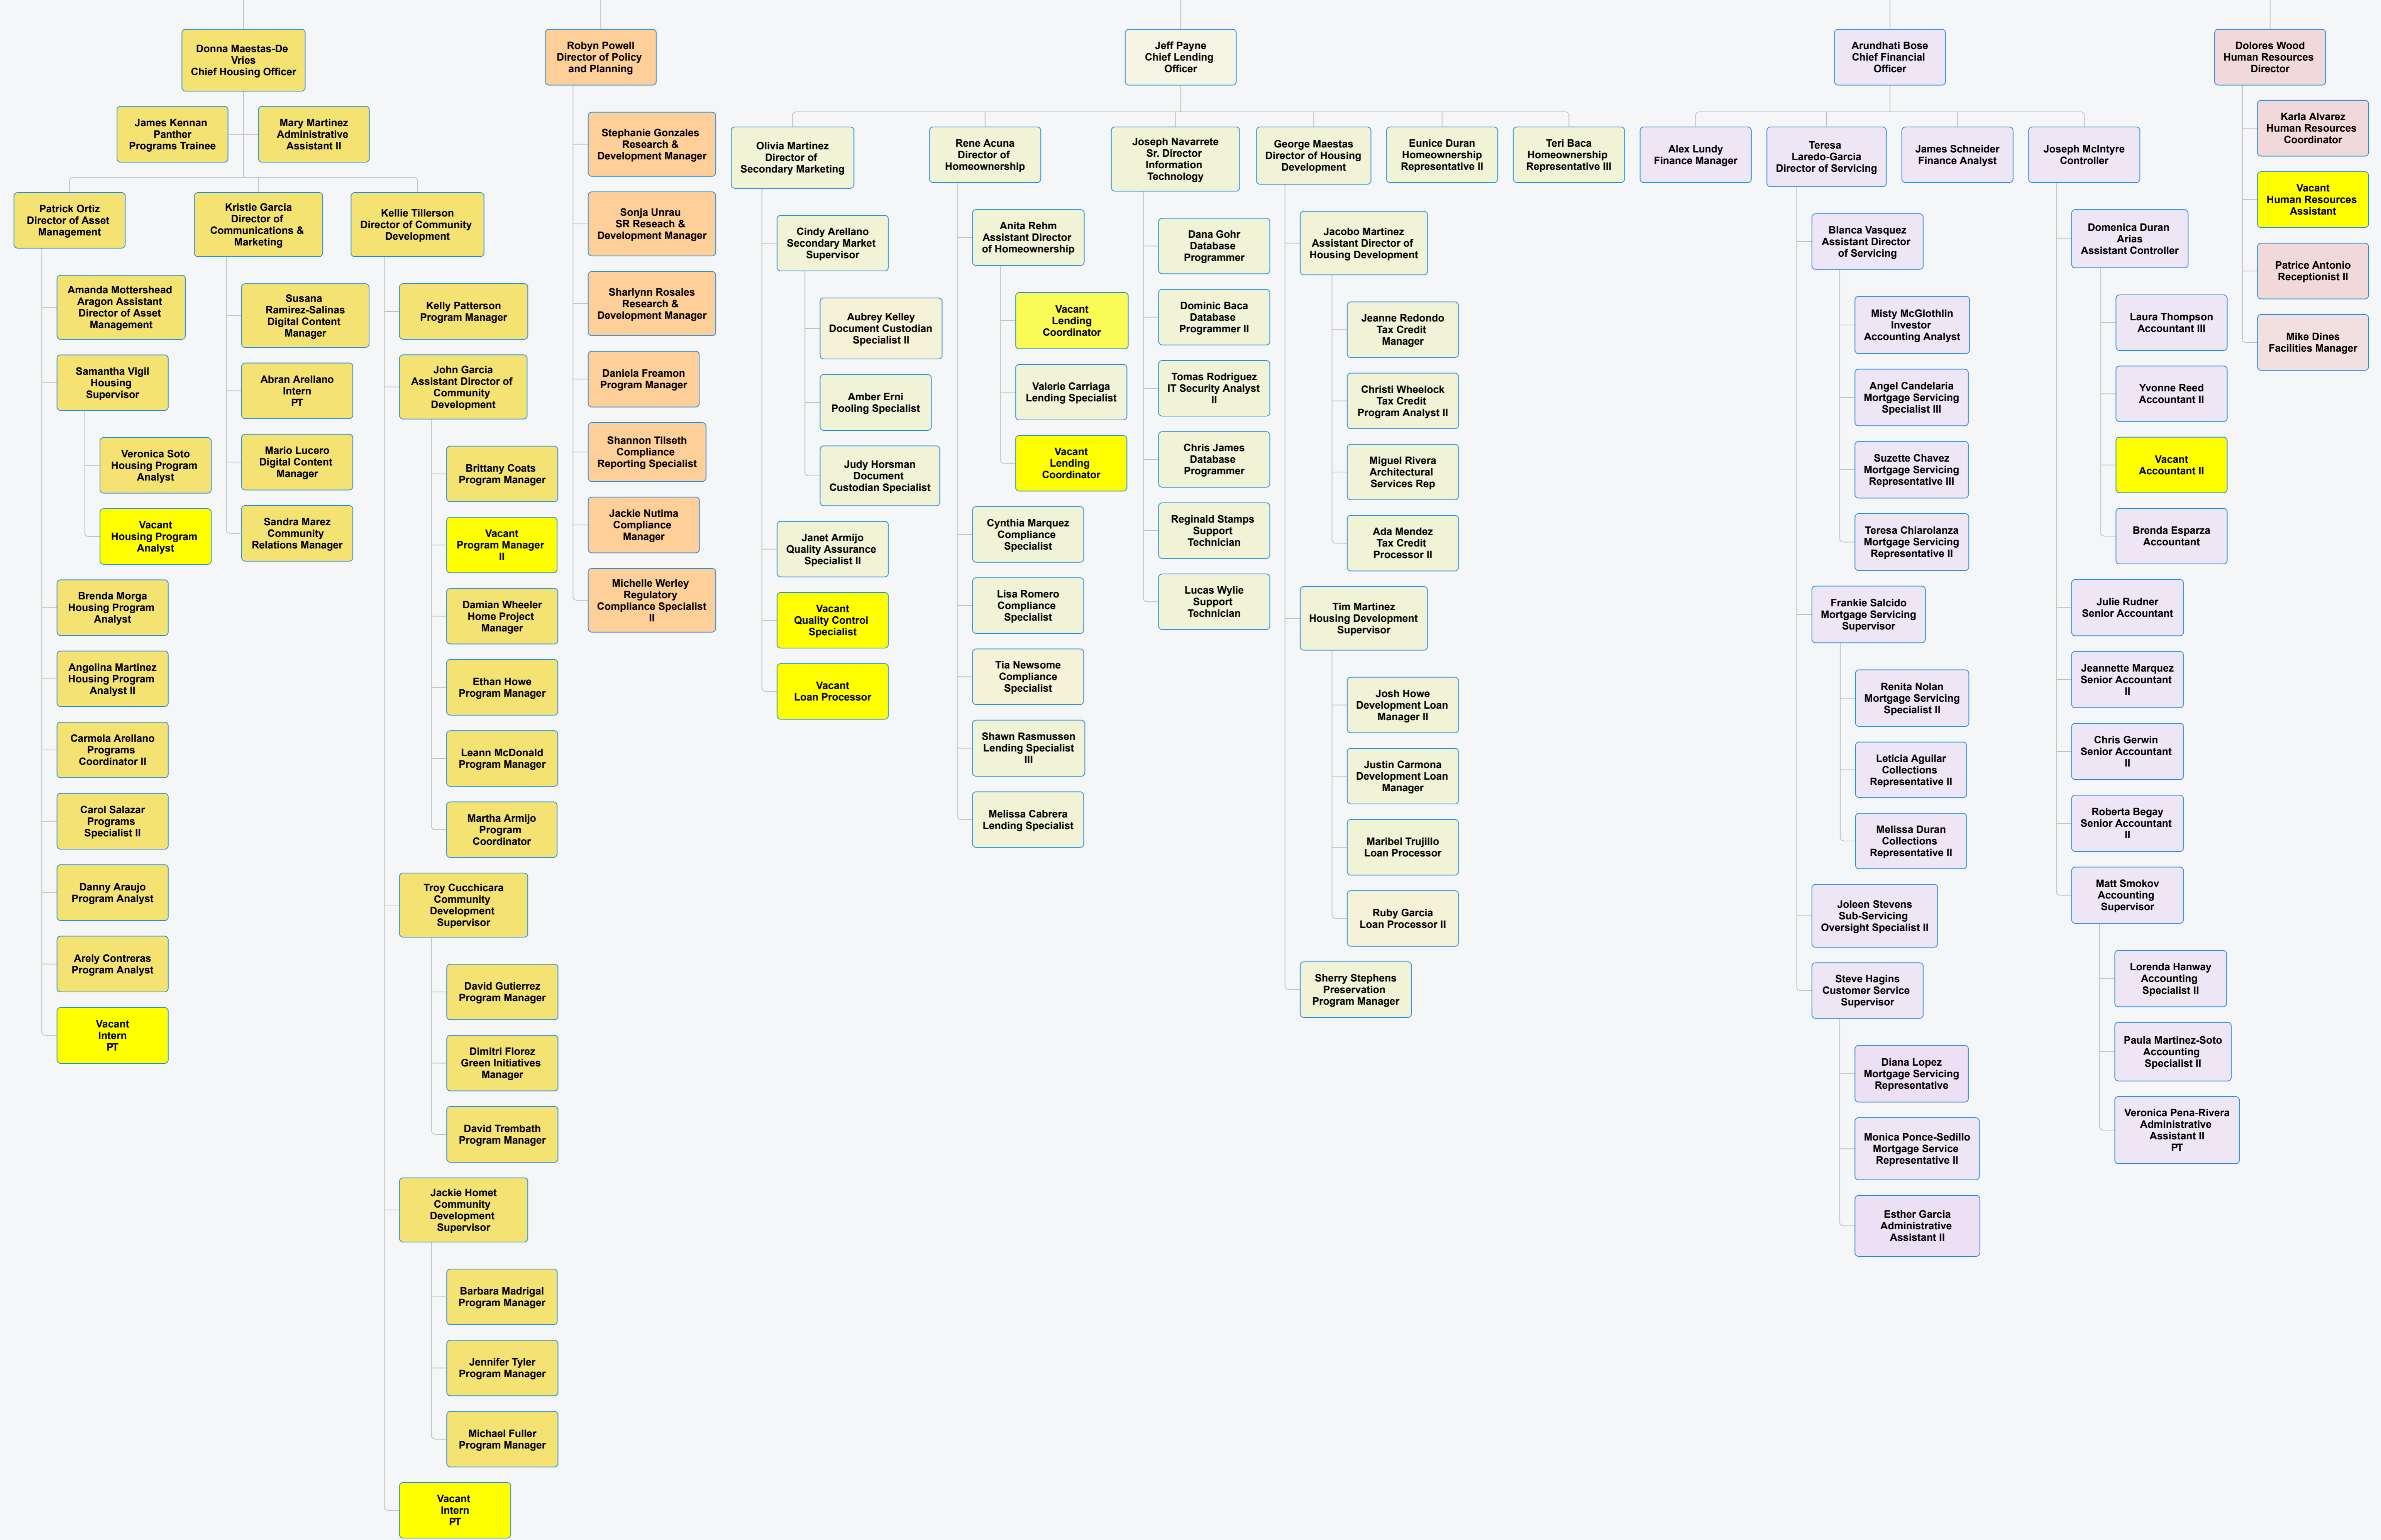 Donna Maestas-De
Vries
Chief Housing Officer
James Kennan
Panther
Programs Trainee
Mary Martinez
Administrative
Assistant II
Patrick Ortiz
Director of Asset
Management
Amanda Mottershead
Aragon Assistant
Director of Asset
Management
Samantha Vigil
Housing
Supervisor
Veronica Soto
Housing Program
Analyst
Vacant
Housing Program
Analyst
Brenda Morga
Housing Program
Analyst
Angelina Martinez
Housing Program
Analyst II
Carmela Arellano
Programs
Coordinator II
Carol Salazar
Programs
Specialist II
Danny Araujo
Program Analyst
Arely Contreras
Program Analyst
Vacant
Intern
PT
Kristie Garcia
Director of
Communications &
Marketing
Susana
Ramirez-Salinas
Digital Content
Manager
Abran Arellano
Intern
PT
Mario Lucero
Digital Content
Manager
Sandra Marez
Community
Relations Manager
Kellie Tillerson
Director of Community
Development
Kelly Patterson
Program Manager
John Garcia
Assistant Director of
Community
Development
Brittany Coats
Program Manager
Vacant
Program Manager
II
Damian Wheeler
Home Project
Manager
Ethan Howe
Program Manager
Leann McDonald
Program Manager
Martha Armijo
Program
Coordinator
Troy Cucchicara
Community
Development
Supervisor
David Gutierrez
Program Manager
Dimitri Florez
Green Initiatives
Manager
David Trembath
Program Manager
Jackie Homet
Community
Development
Supervisor
Barbara Madrigal
Program Manager
Jennifer Tyler
Program Manager
Michael Fuller
Program Manager
Vacant
Intern
PT
Robyn Powell
Director of Policy
and Planning
Stephanie Gonzales
Research &
Development Manager
Sonja Unrau
SR Reseach &
Development Manager
Sharlynn Rosales
Research &
Development Manager
Daniela Freamon
Program Manager
Shannon Tilseth
Compliance
Reporting Specialist
Jackie Nutima
Compliance
Manager
Michelle Werley
Regulatory
Compliance Specialist
II
Jeff Payne
Chief Lending
Officer
Olivia Martinez
Director of
Secondary Marketing
Cindy Arellano
Secondary Market
Supervisor
Aubrey Kelley
Document Custodian
Specialist II
Amber Erni
Pooling Specialist
Judy Horsman
Document
Custodian Specialist
Janet Armijo
Quality Assurance
Specialist II
Vacant
Quality Control
Specialist
Vacant
Loan Processor
Rene Acuna
Director of
Homeownership
Anita Rehm
Assistant Director
of Homeownership
Vacant
Lending
Coordinator
Valerie Carriaga
Lending Specialist
Vacant
Lending
Coordinator
Cynthia Marquez
Compliance
Specialist
Lisa Romero
Compliance
Specialist
Tia Newsome
Compliance
Specialist
Shawn Rasmussen
Lending Specialist
III
Melissa Cabrera
Lending Specialist
Joseph Navarrete
Sr. Director
Information
Technology
Dana Gohr
Database
Programmer
Dominic Baca
Database
Programmer II
Tomas Rodriguez
IT Security Analyst
II
Chris James
Database
Programmer
Reginald Stamps
Support
Technician
Lucas Wylie
Support
Technician
George Maestas
Director of Housing
Development
Jacobo Martinez
Assistant Director of
Housing Development
Jeanne Redondo
Tax Credit
Manager
Christi Wheelock
Tax Credit
Program Analyst II
Miguel Rivera
Architectural
Services Rep
Ada Mendez
Tax Credit
Processor II
Tim Martinez
Housing Development
Supervisor
Josh Howe
Development Loan
Manager II
Justin Carmona
Development Loan
Manager
Maribel Trujillo
Loan Processor
Ruby Garcia
Loan Processor II
Sherry Stephens
Preservation
Program Manager
Eunice Duran
Homeownership
Representative II
Teri Baca
Homeownership
Representative III
Arundhati Bose
Chief Financial
Officer
Alex Lundy
Finance Manager
Teresa
Laredo-Garcia
Director of Servicing
Blanca Vasquez
Assistant Director
of Servicing
Misty McGlothlin
Investor
Accounting Analyst
Angel Candelaria
Mortgage Servicing
Specialist III
Suzette Chavez
Mortgage Servicing
Representative III
Teresa Chiarolanza
Mortgage Servicing
Representative II
Frankie Salcido
Mortgage Servicing
Supervisor
Renita Nolan
Mortgage Servicing
Specialist II
Leticia Aguilar
Collections
Representative II
Melissa Duran
Collections
Representative II
Joleen Stevens
Sub-Servicing
Oversight Specialist II
Steve Hagins
Customer Service
Supervisor
Diana Lopez
Mortgage Servicing
Representative
Monica Ponce-Sedillo
Mortgage Service
Representative II
Esther Garcia
Administrative
Assistant II
James Schneider
Finance Analyst
Joseph McIntyre
Controller
Domenica Duran
Arias
Assistant Controller
Laura Thompson
Accountant III
Yvonne Reed
Accountant II
Vacant
Accountant II
Brenda Esparza
Accountant
Julie Rudner
Senior Accountant
Jeannette Marquez
Senior Accountant
II
Chris Gerwin
Senior Accountant
II
Roberta Begay
Senior Accountant
II
Matt Smokov
Accounting
Supervisor
Lorenda Hanway
Accounting
Specialist II
Paula Martinez-Soto
Accounting
Specialist II
Veronica Pena-Rivera
Administrative
Assistant II
PT
Dolores Wood
Human Resources
Director
Karla Alvarez
Human Resources
Coordinator
Vacant
Human Resources
Assistant
Patrice Antonio
Receptionist II
Mike Dines
Facilities Manager